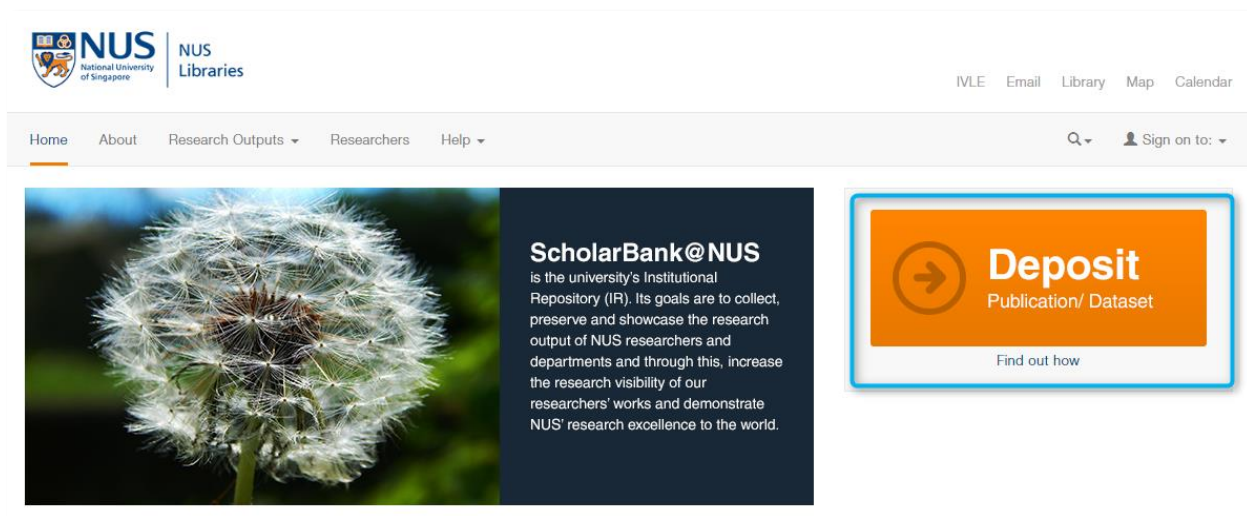 NUS
National University
of Singapore
NUS
Libraries
IVLE Email Library Map Calendar
Home About Research Outputs Researchers Help
Sign on to:
ScholarBank@NUS
is the university's Institutional
Repository (IR). Its goals are to collect,
preserve and showcase the research
output of NUS researchers and
departments and through this, increase
the research visibility of our
researchers' works and demonstrate
NUS' research excellence to the world.
Deposit
Publication/ Dataset
Find out how